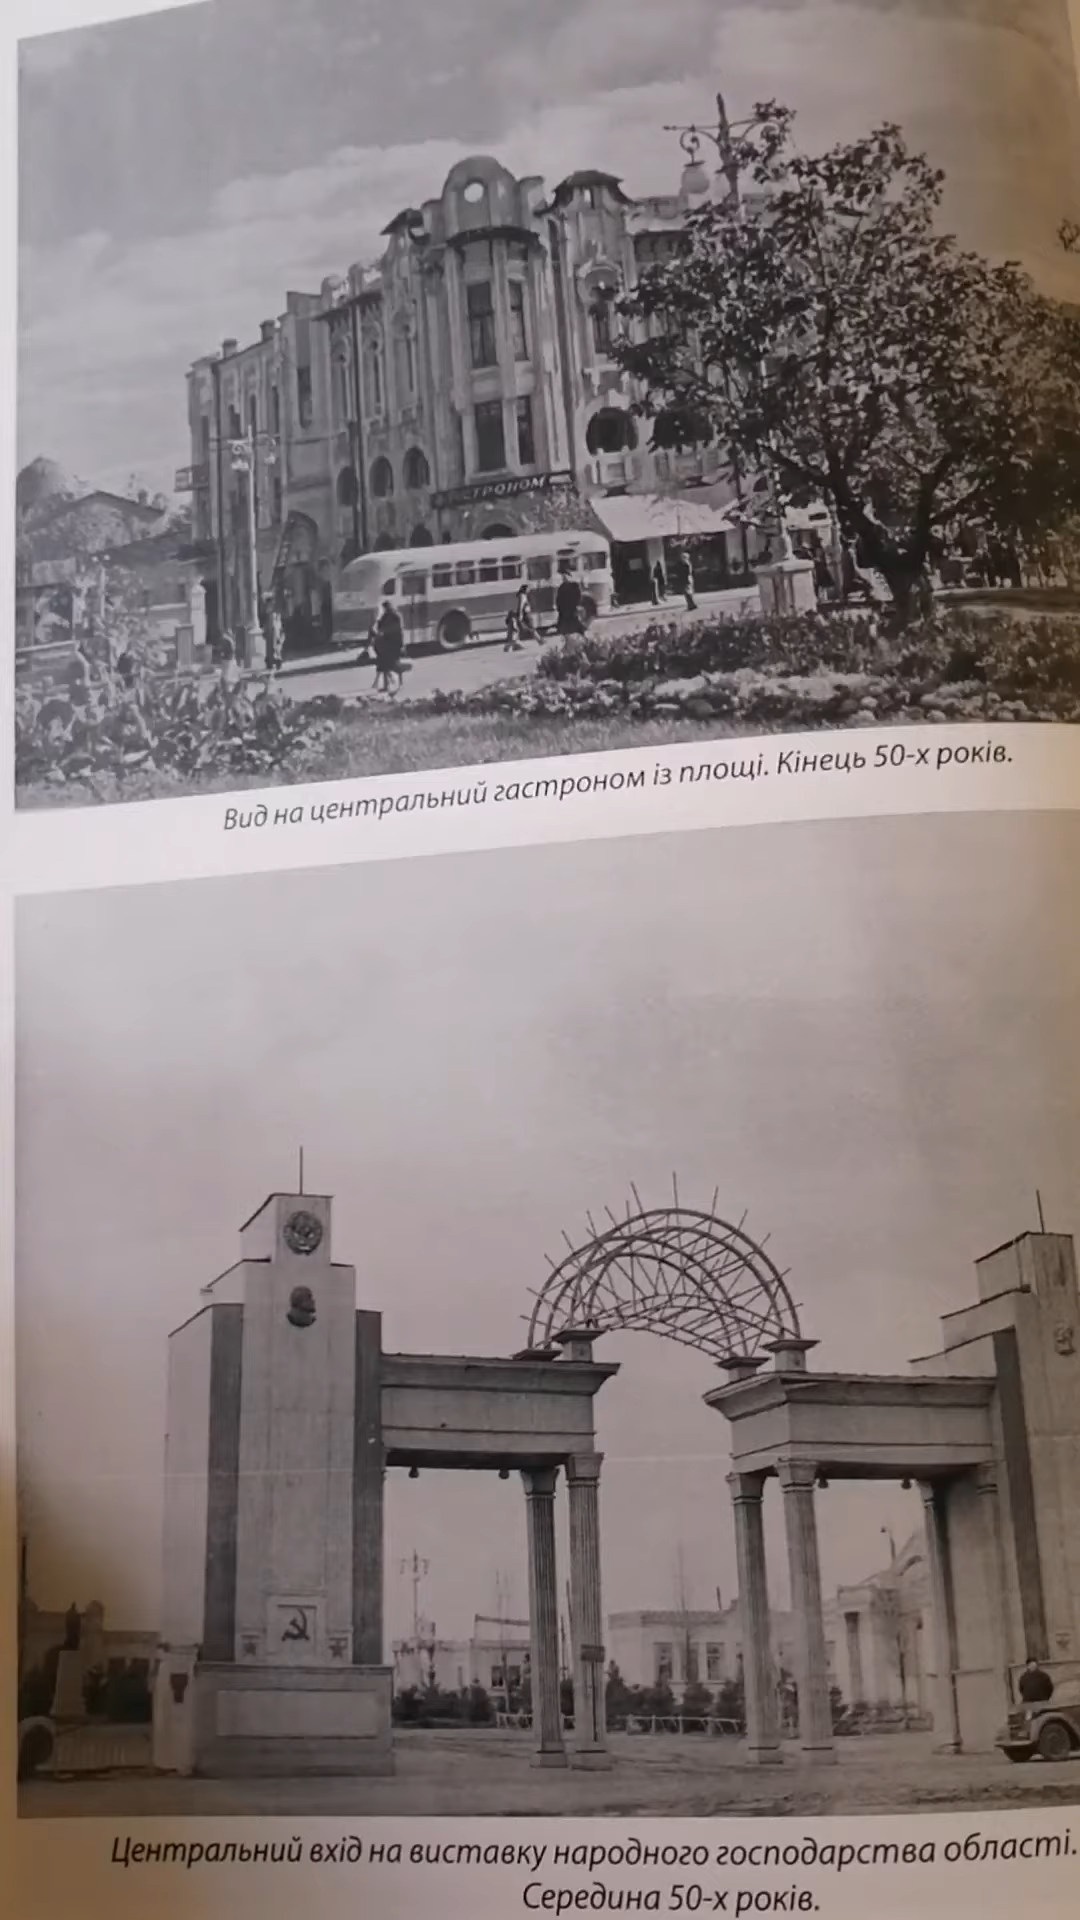 ГАСТРОНОМ
Вид на центральний гастроном із площі. Кінець 50-х років.
Центральний вхід на виставку народного господарства області.
Середина 50-х років.